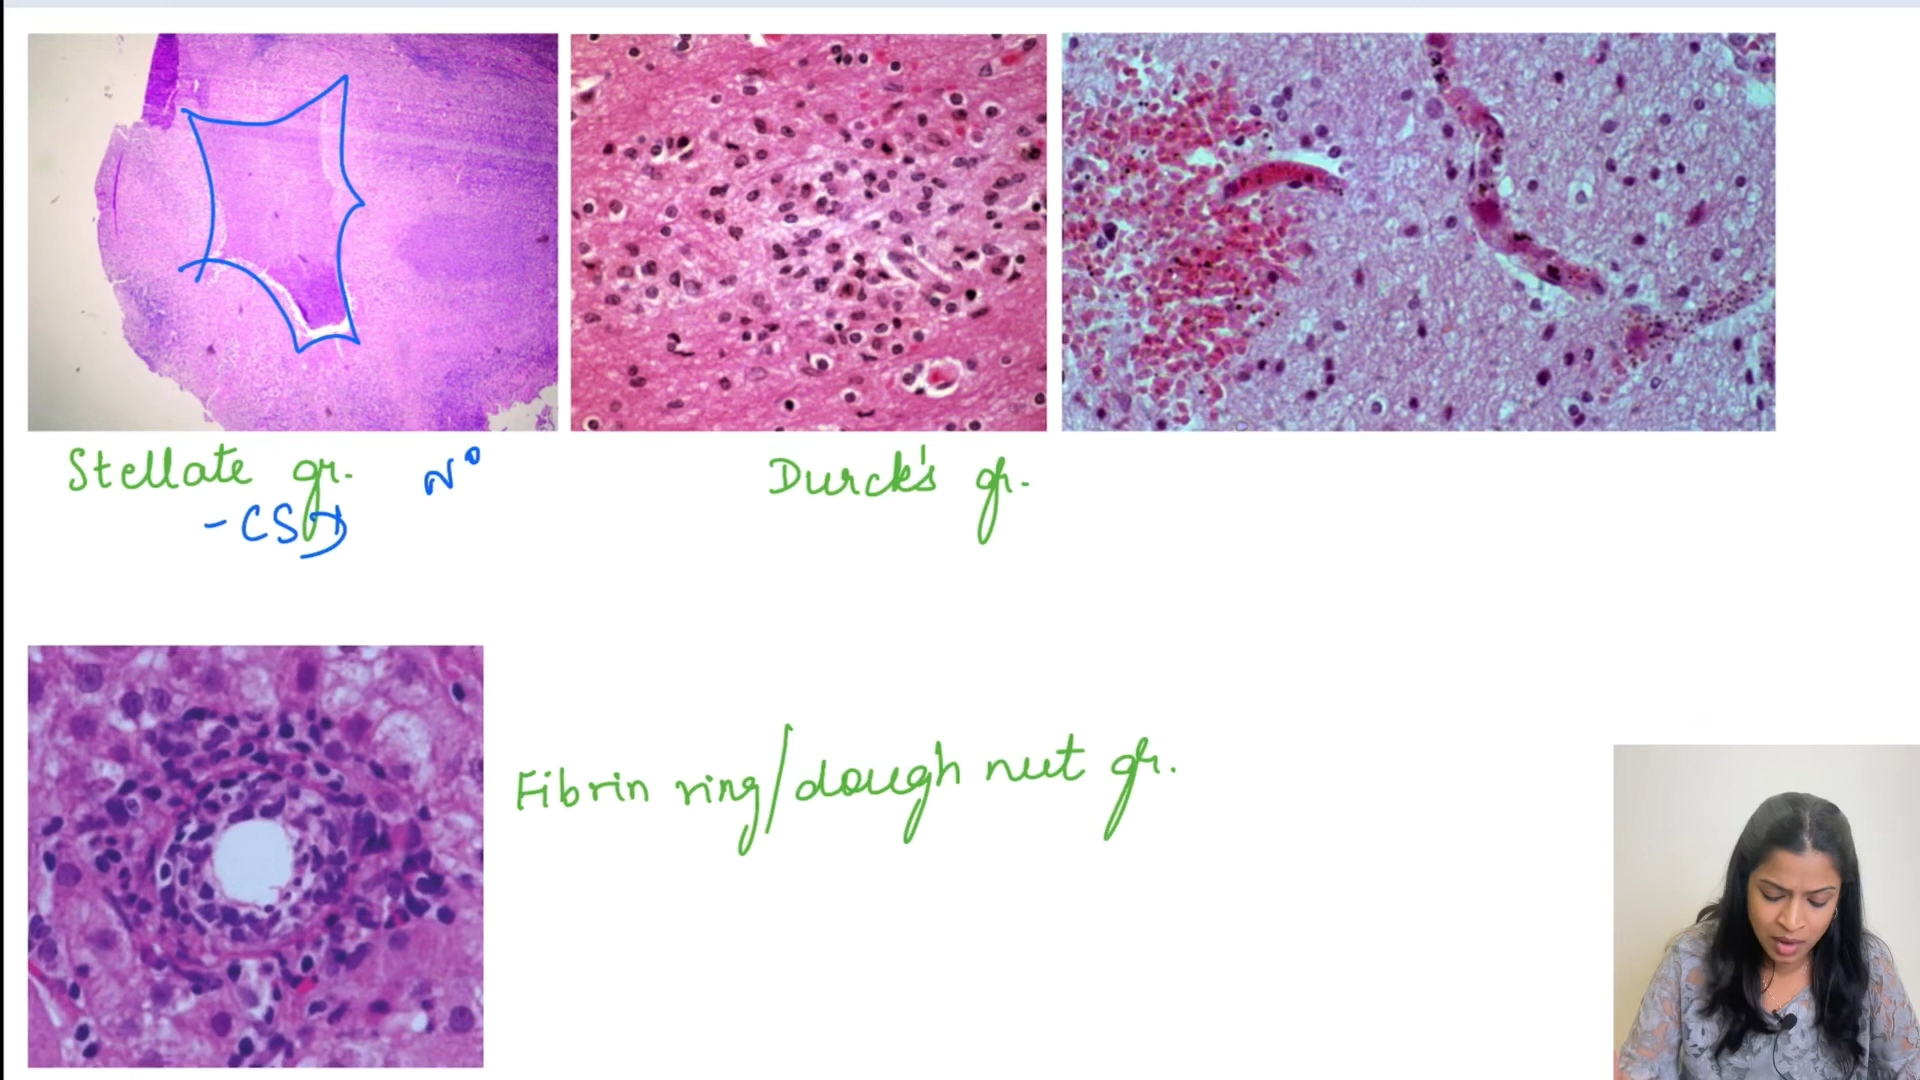 Stellate gr. N°
- CSD
Durck's gr.
Fibrin ring/dough nut gr.